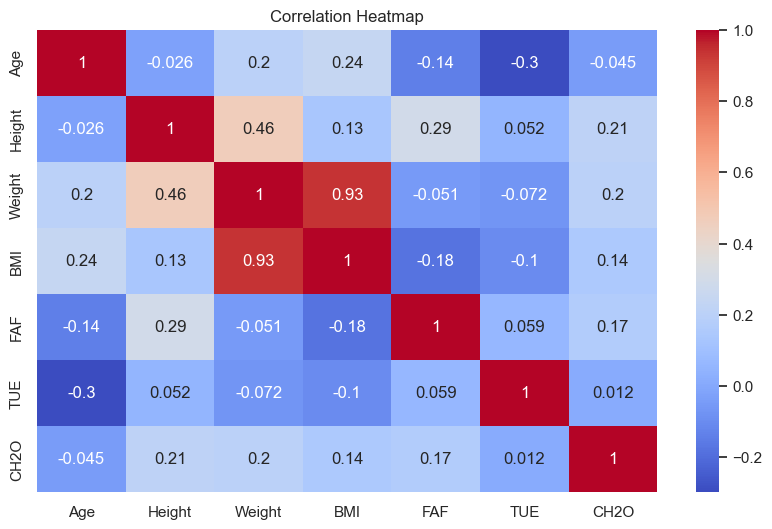 Correlation Heatmap
Age 1 -0.026 0.2 0.24 -0.14 -0.3 -0.045
Height -0.026 1 0.46 0.13 0.29 0.052 0.21
Weight 0.2 0.46 1 0.93 -0.051 -0.072 0.2
BMI 0.24 0.13 0.93 1 -0.18 -0.1 0.14
FAF -0.14 0.29 -0.051 -0.18 1 0.059 0.17
TUE -0.3 0.052 -0.072 -0.1 0.059 1 0.012
CH2O -0.045 0.21 0.2 0.14 0.17 0.012 1
Age Height Weight BMI FAF TUE CH2O
1.0
0.8
0.6
0.4
0.2
0.0
−0.2